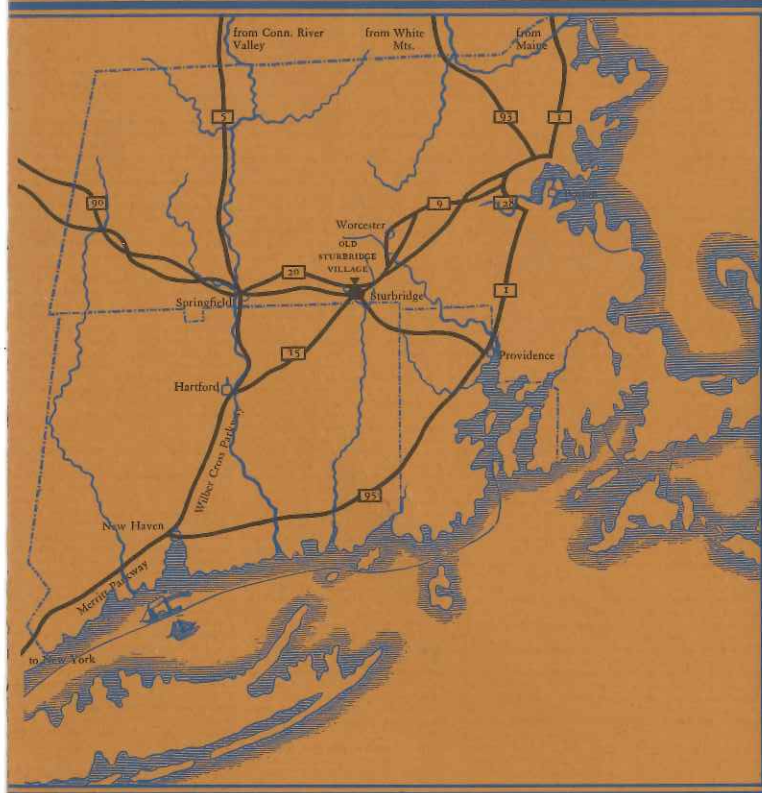 from Conn. River
Valley
from White
Mts.
from
Maine
5
93
1
90
9
128
Worcester
OLD
STURBRIDGE
VILLAGE
20
Springfield
Sturbridge
1
15
Providence
Hartford
Wilber Cross Parkway
95
New Haven
Merritt Parkway
to New York